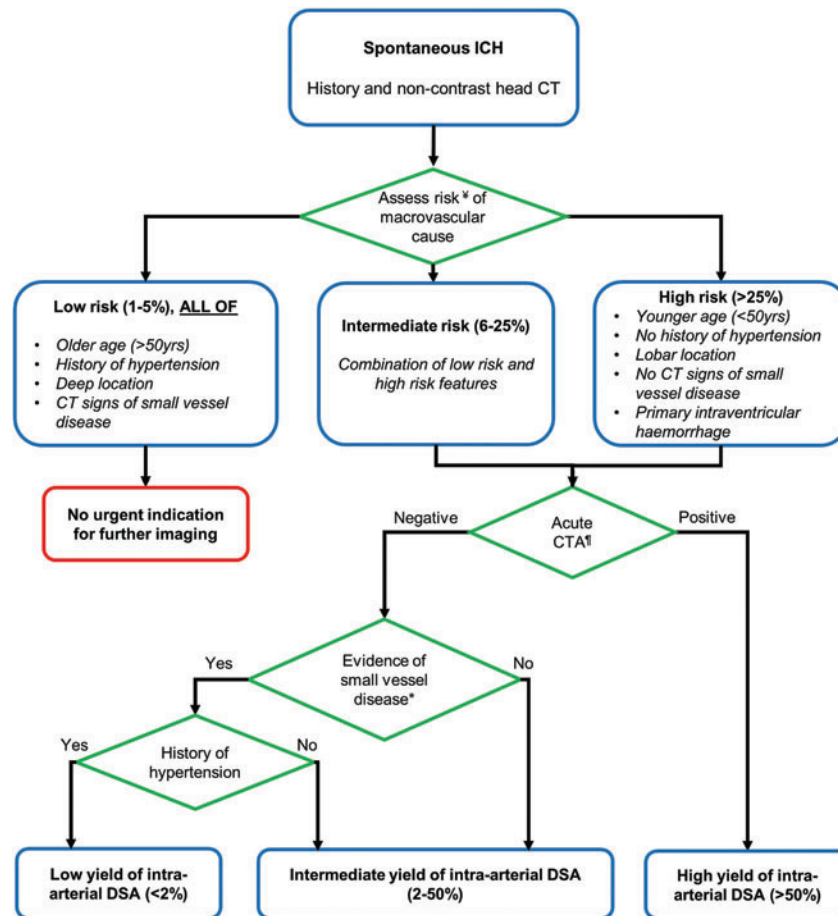 Spontaneous ICH
History and non-contrast head CT
Assess risk¥ of
macrovascular
cause
Low risk (1-5%), ALL OF
• Older age (>50yrs)
• History of hypertension
• Deep location
• CT signs of small vessel
disease
Intermediate risk (6-25%)
Combination of low risk and
high risk features
High risk (>25%)
• Younger age (<50yrs)
• No history of hypertension
• Lobar location
• No CT signs of small
vessel disease
• Primary intraventricular
haemorrhage
No urgent indication
for further imaging
Negative
Acute
CTA¶
Positive
Yes
Evidence of
small vessel
disease*
No
Yes
History of
hypertension
No
Low yield of intra-
arterial DSA (<2%)
Intermediate yield of intra-arterial DSA
(2-50%)
High yield of intra-
arterial DSA (>50%)